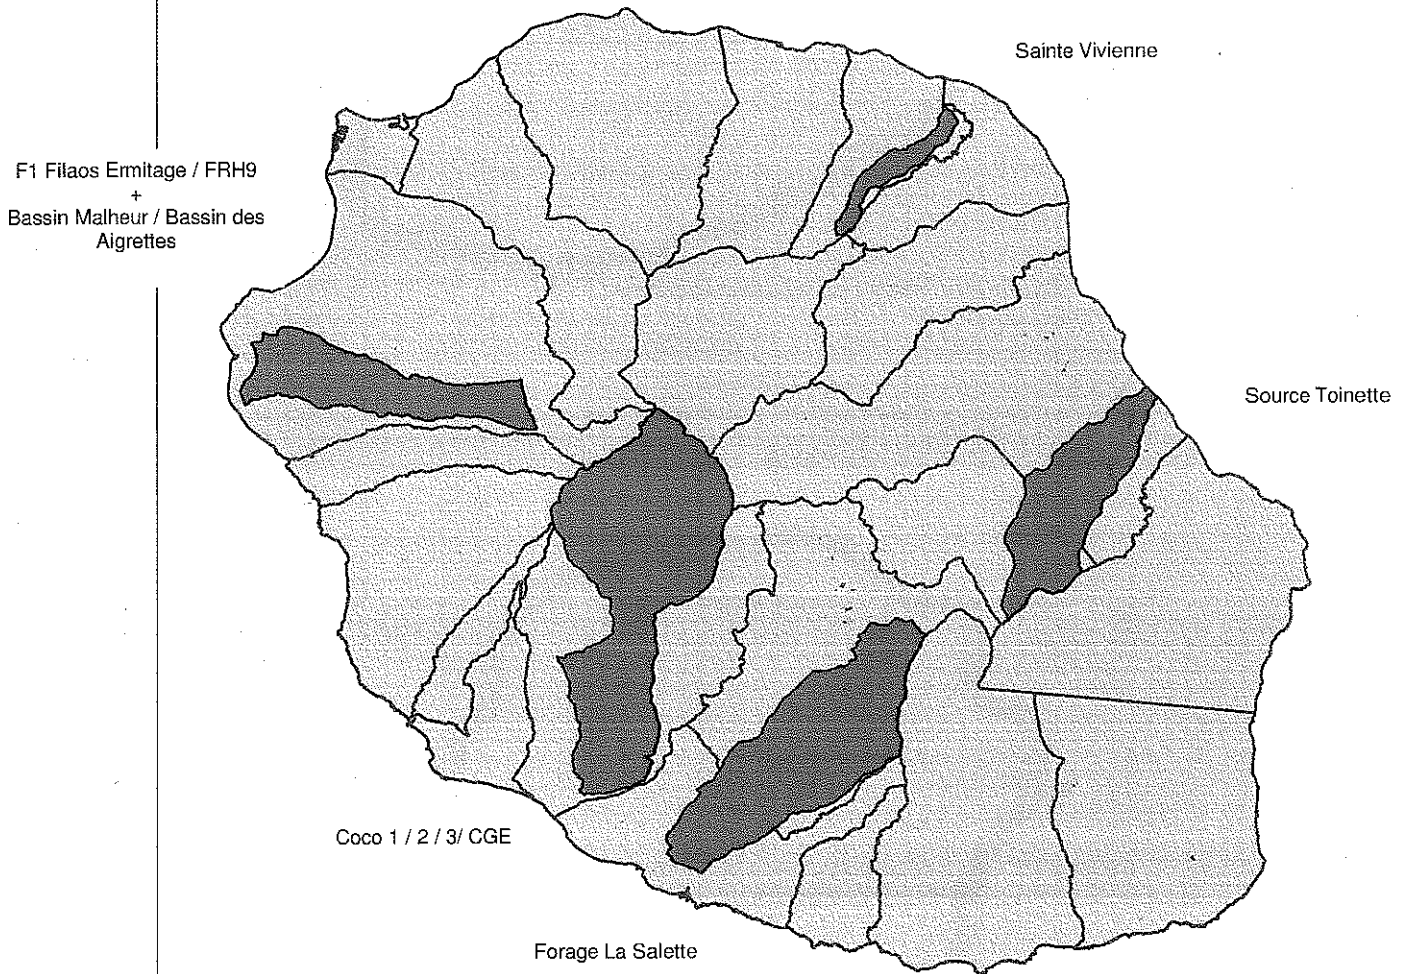 Sainte Vivienne
F1 Filaos Ermitage / FRH9
+
Bassin Malheur / Bassin des
Aigrettes
Source Toinette
Coco 1 / 2 / 3/ CGE
Forage La Salette